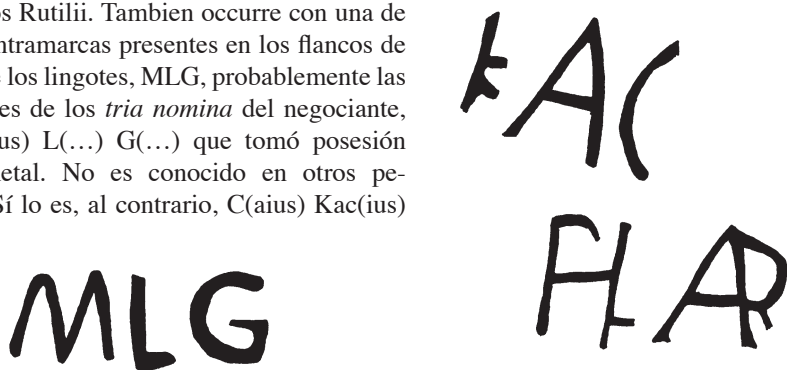 s Rutilii. Tambien occurre con una de
ntramarcas presentes en los flancos de
los lingotes, MLG, probablemente las
es de los tria nomina del negociante,
us) L(…) G(…) que tomó posesión
etal. No es conocido en otros pe-
Sí lo es, al contrario, C(aius) Kac(ius)
MLG
KAC